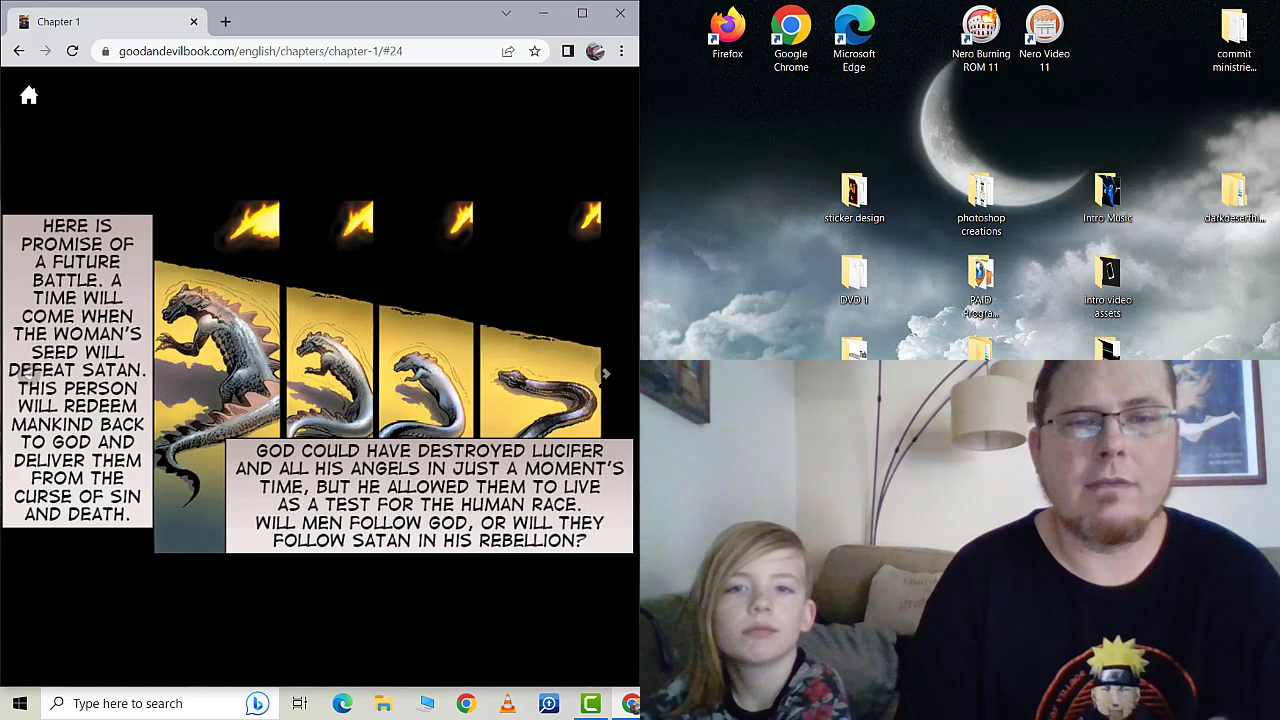 Chapter 1
goodandevilbook.com/english/chapters/chapter-1/#24
HERE IS
PROMISE OF
A FUTURE
BATTLE. A
TIME WILL
COME WHEN
THE WOMAN'S
SEED WILL
DEFEAT SATAN.
THIS PERSON
WILL REDEEM
MANKIND BACK
TO GOD AND
DELIVER THEM
FROM THE
CURSE OF SIN
AND DEATH.
GOD COULD HAVE DESTROYED LUCIFER
AND ALL HIS ANGELS IN JUST A MOMENT'S
TIME, BUT HE ALLOWED THEM TO LIVE
AS A TEST FOR THE HUMAN RACE.
WILL MEN FOLLOW GOD, OR WILL THEY
FOLLOW SATAN IN HIS REBELLION?
Type here to search
Firefox
Google
Chrome
Microsoft
Edge
Nero Burning
ROM 11
Nero Video
11
commit
ministrie...
sticker design
photoshop
creations
Intro Music
darkdeserthi...
DVD 1
PAID
Progra...
intro video
assets